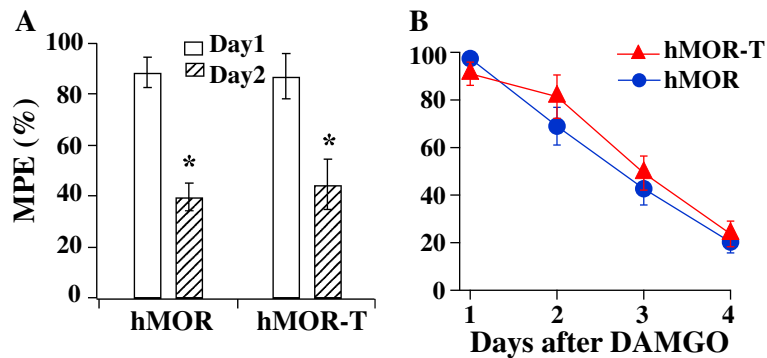 A
B
100
80
60
40
20
0
MPE (%)
Day1
Day2
*
*
hMOR
hMOR-T
100
80
60
40
20
0
hMOR-T
hMOR
1
2
3
4
Days after DAMGO